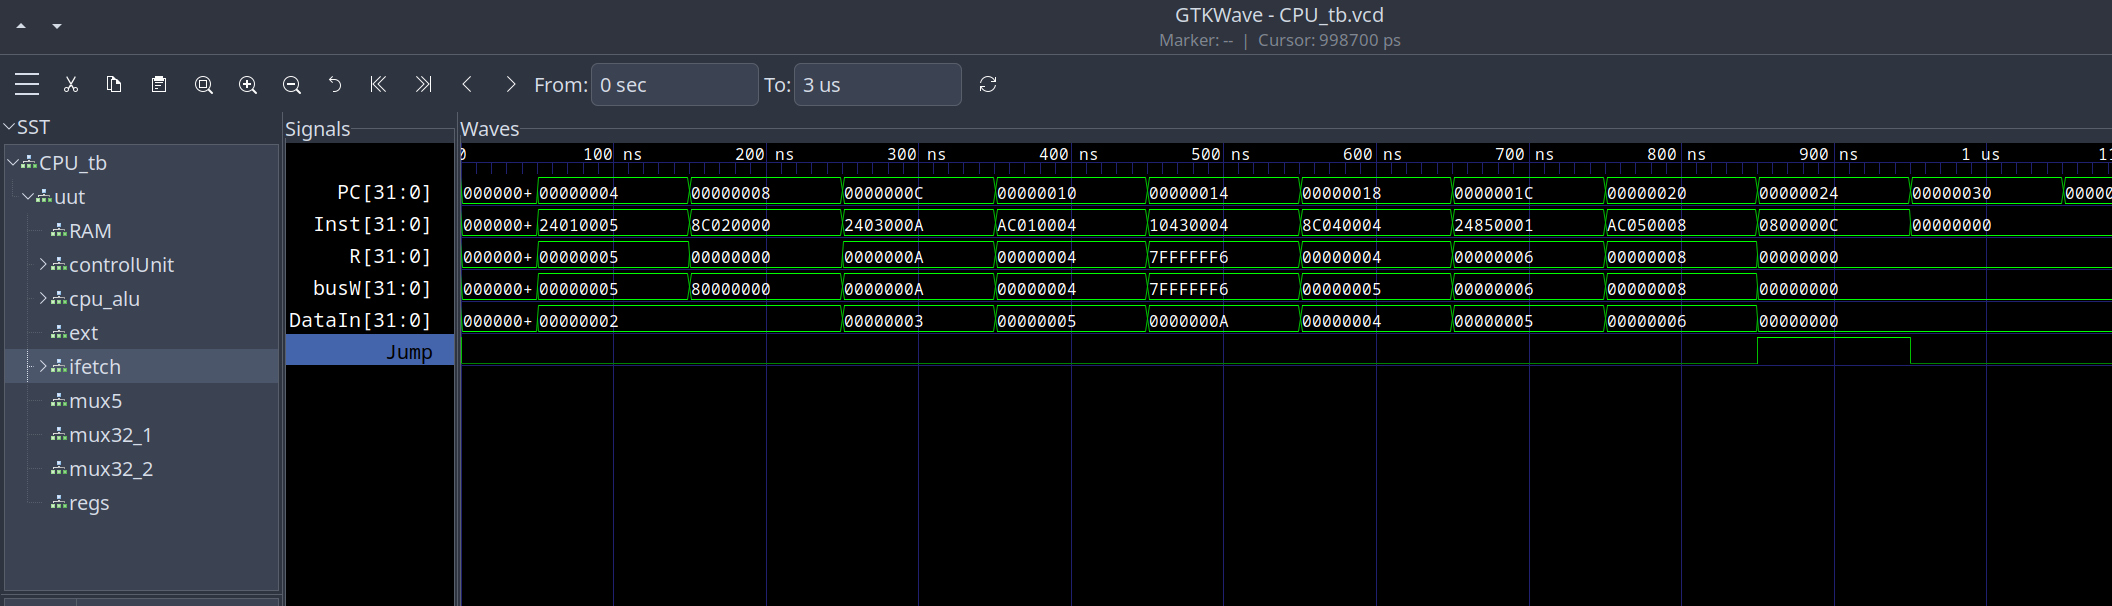 GTKWave - CPU_tb.vcd
Marker: -- | Cursor: 998700 ps
From: 0 sec To: 3 us
SST
CPU_tb
uut
RAM
controlUnit
cpu_alu
ext
ifetch
mux5
mux32_1
mux32_2
regs
Signals
PC[31:0]
Inst[31:0]
R[31:0]
busW[31:0]
DataIn[31:0]
Jump
Waves
0 100 ns 200 ns 300 ns 400 ns 500 ns 600 ns 700 ns 800 ns 900 ns 1 us 11
000000+ 00000004 00000008 0000000C 00000010 00000014 00000018 0000001C 00000020 00000024 00000030 00000
000000+ 24010005 8C020000 2403000A AC010004 10430004 8C040004 24850001 AC050008 0800000C 00000000
000000+ 00000005 00000000 0000000A 00000004 7FFFFFF6 00000004 00000006 00000008 00000000
000000+ 00000005 80000000 0000000A 00000004 7FFFFFF6 00000005 00000006 00000008 00000000
000000+ 00000002 00000003 00000005 0000000A 00000004 00000005 00000006 00000000